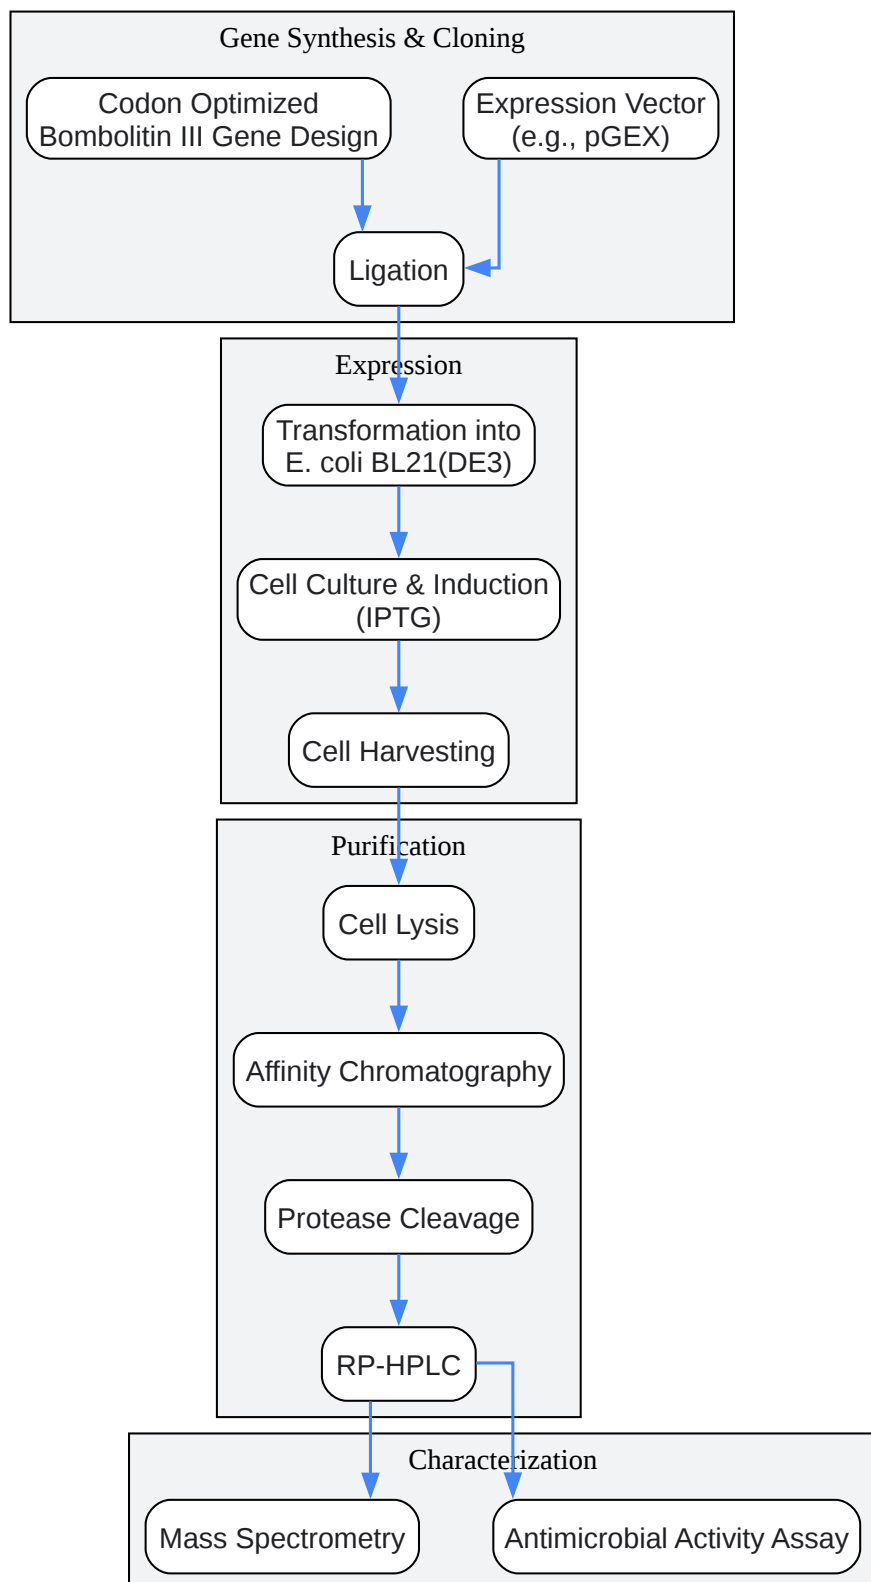 Gene Synthesis & Cloning
Codon Optimized
Bombolitin III Gene Design
Expression Vector
(e.g., pGEX)
Ligation
Expression
Transformation into
E. coli BL21(DE3)
Cell Culture & Induction
(IPTG)
Cell Harvesting
Purification
Cell Lysis
Affinity Chromatography
Protease Cleavage
RP-HPLC
Characterization
Mass Spectrometry
Antimicrobial Activity Assay